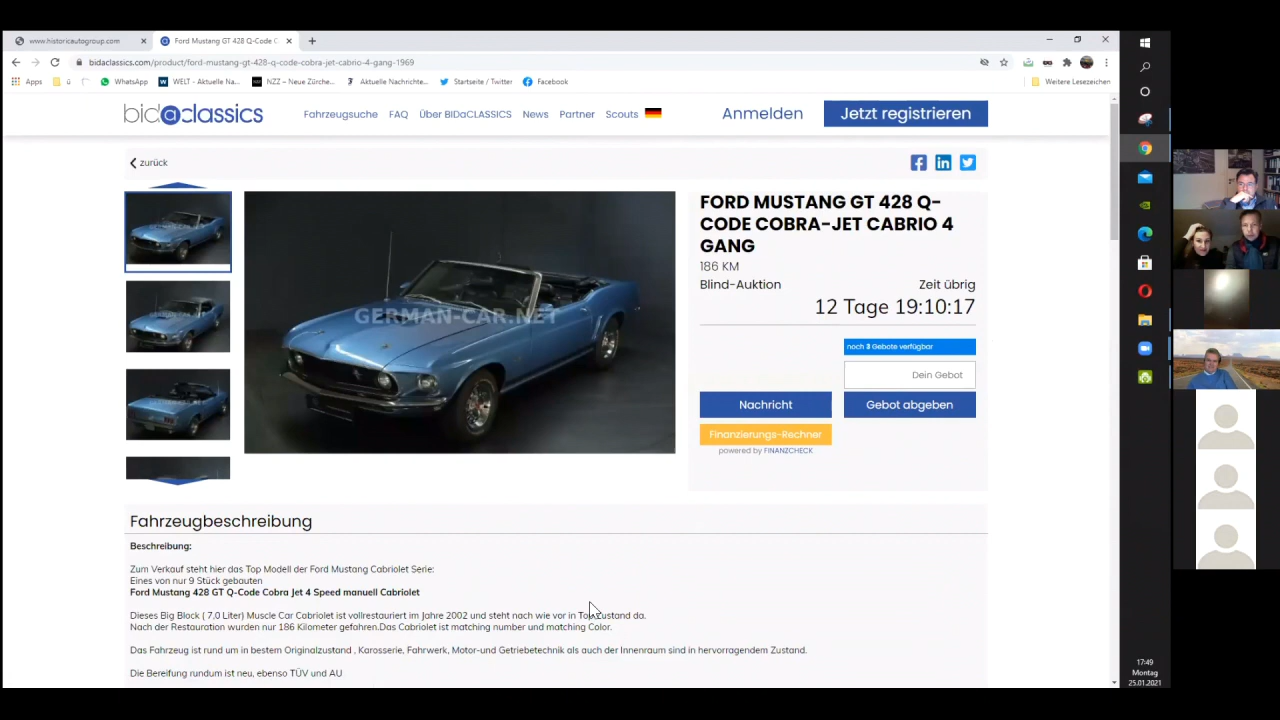 www.historicautogroup.com
Ford Mustang GT 428 Q-Code C
bidaclassics.com/product/ford-mustang-gt-428-q-code-cobra-jet-cabrio-4-gang-1969
Apps
ü
WhatsApp
WELT - Aktuelle Na...
NZZ – Neue Zürche...
Aktuelle Nachrichte...
Startseite / Twitter
Facebook
Weitere Lesezeichen
bidaclassics
Fahrzeugsuche
FAQ
Über BIDaCLASSICS
News
Partner
Scouts
Anmelden
Jetzt registrieren
zurück
GERMAN-CAR.NET
FORD MUSTANG GT 428 Q-
CODE COBRA-JET CABRIO 4
GANG
186 KM
Blind-Auktion
Zeit übrig
12 Tage 19:10:17
noch 3 Gebote verfügbar
Dein Gebot
Nachricht
Gebot abgeben
Finanzierungs-Rechner
powered by FINANZCHECK
Fahrzeugbeschreibung
Beschreibung:
Zum Verkauf steht hier das Top Modell der Ford Mustang Cabriolet Serie:
Eines von nur 9 Stück gebauten
Ford Mustang 428 GT Q-Code Cobra Jet 4 Speed manuell Cabriolet
Dieses Big Block ( 7,0 Liter) Muscle Car Cabriolet ist vollrestauriert im Jahre 2002 und steht nach wie vor in Top Zustand da.
Nach der Restauration wurden nur 186 Kilometer gefahren.Das Cabriolet ist matching number und matching Color.
Das Fahrzeug ist rund um in bestem Originalzustand , Karosserie, Fahrwerk, Motor-und Getriebetechnik als auch der Innenraum sind in hervorragendem Zustand.
Die Bereifung rundum ist neu, ebenso TÜV und AU
17:49
Montag
25.01.2021